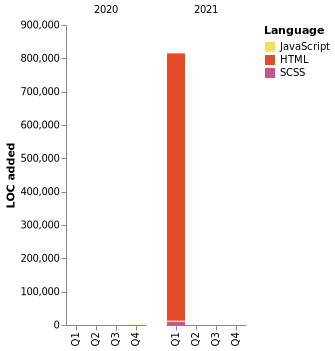 2020 2021
Language
JavaScript
HTML
SCSS
LOC added
900,000
800,000
700,000
600,000
500,000
400,000
300,000
200,000
100,000
0
Q1 Q2 Q3 Q4 Q1 Q2 Q3 Q4